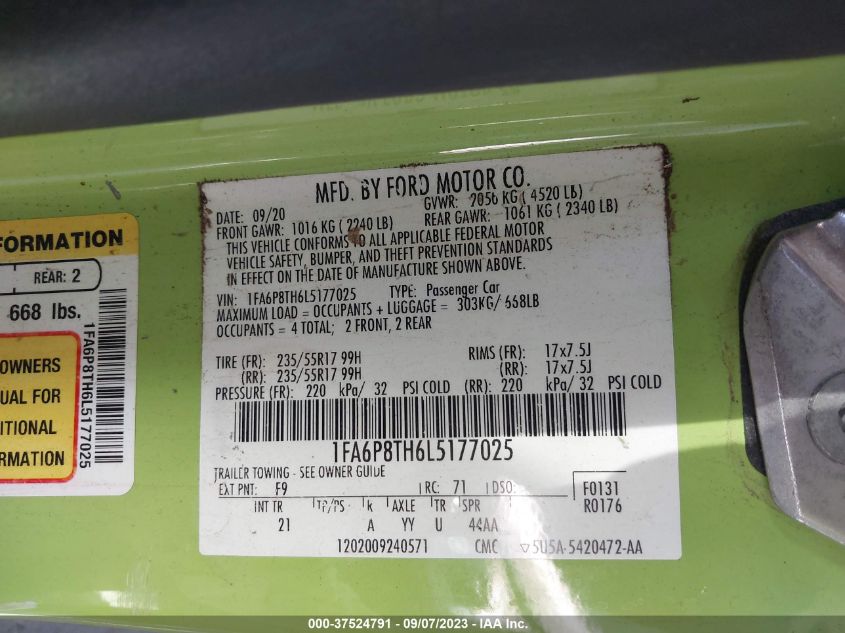 FORMATION
REAR: 2
668 lbs.
OWNERS
UAL FOR
DITIONAL
FORMATION
1FA6P8TH6L5177025
MFD. BY FORD MOTOR CO.
DATE: 09/20 GVWR: 2056 KG ( 4520 LB)
FRONT GAWR: 1016 KG ( 2240 LB) REAR GAWR: 1061 KG ( 2340 LB)
THIS VEHICLE CONFORMS TO ALL APPLICABLE FEDERAL MOTOR
VEHICLE SAFETY, BUMPER, AND THEFT PREVENTION STANDARDS
IN EFFECT ON THE DATE OF MANUFACTURE SHOWN ABOVE.
VIN: 1FA6P8TH6L5177025 TYPE: Passenger Car
MAXIMUM LOAD = OCCUPANTS + LUGGAGE = 303KG/ 668LB
OCCUPANTS = 4 TOTAL; 2 FRONT, 2 REAR
TIRE (FR): 235/55R17 99H RIMS (FR): 17x7.5J
(RR): 235/55R17 99H (RR): 17x7.5J
PRESSURE (FR): 220 kPa/ 32 PSI COLD (RR): 220 kPa/ 32 PSI COLD
1FA6P8TH6L5177025
TRAILER TOWING - SEE OWNER GUIDE
EXT PNT: F9 RC: 71 DSO: F0131
INT TR TP/PS R AXLE TR SPR R0176
21 A YY U 44AA
1202009240571 CMC ▽5U5A-5420472-AA
000-37524791 - 09/07/2023 - IAA Inc.